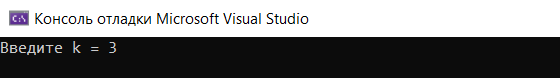 C:\ Консоль отладки Microsoft Visual Studio
Введите k = 3